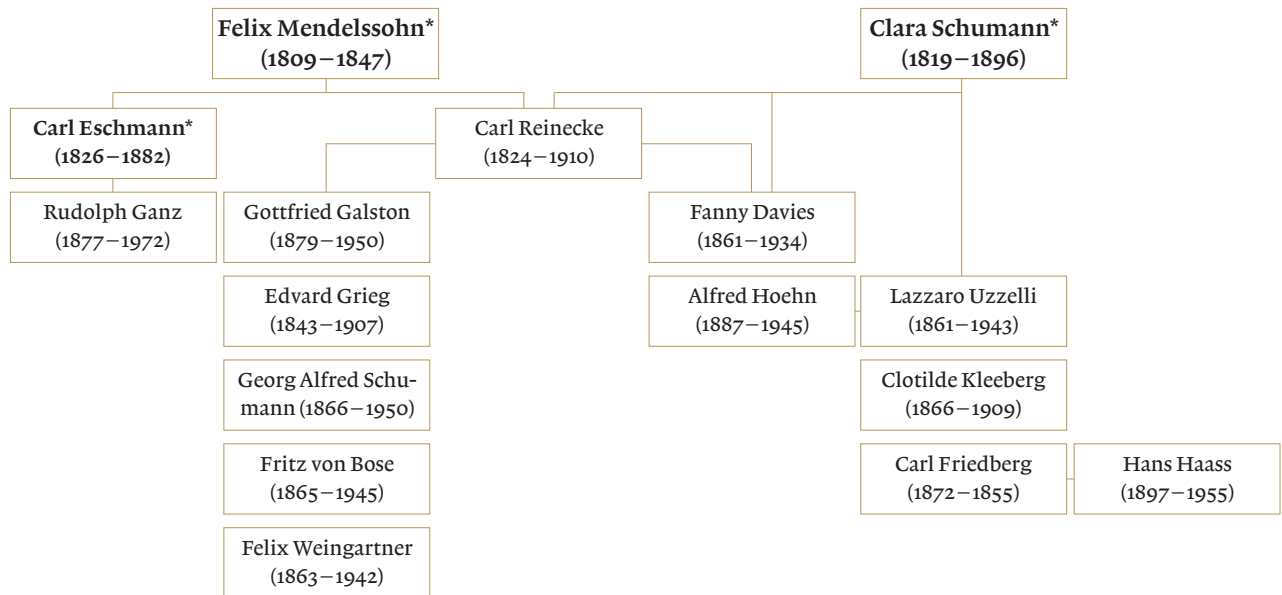 Felix Mendelssohn*
(1809–1847)
Clara Schumann*
(1819–1896)
Carl Eschmann*
(1826–1882)
Carl Reinecke
(1824–1910)
Rudolph Ganz
(1877–1972)
Gottfried Galston
(1879–1950)
Fanny Davies
(1861–1934)
Edvard Grieg
(1843–1907)
Alfred Hoehn
(1887–1945)
Lazzaro Uzzelli
(1861–1943)
Georg Alfred Schu-
mann (1866–1950)
Clotilde Kleeberg
(1866–1909)
Fritz von Bose
(1865–1945)
Carl Friedberg
(1872–1855)
Hans Haass
(1897–1955)
Felix Weingartner
(1863–1942)